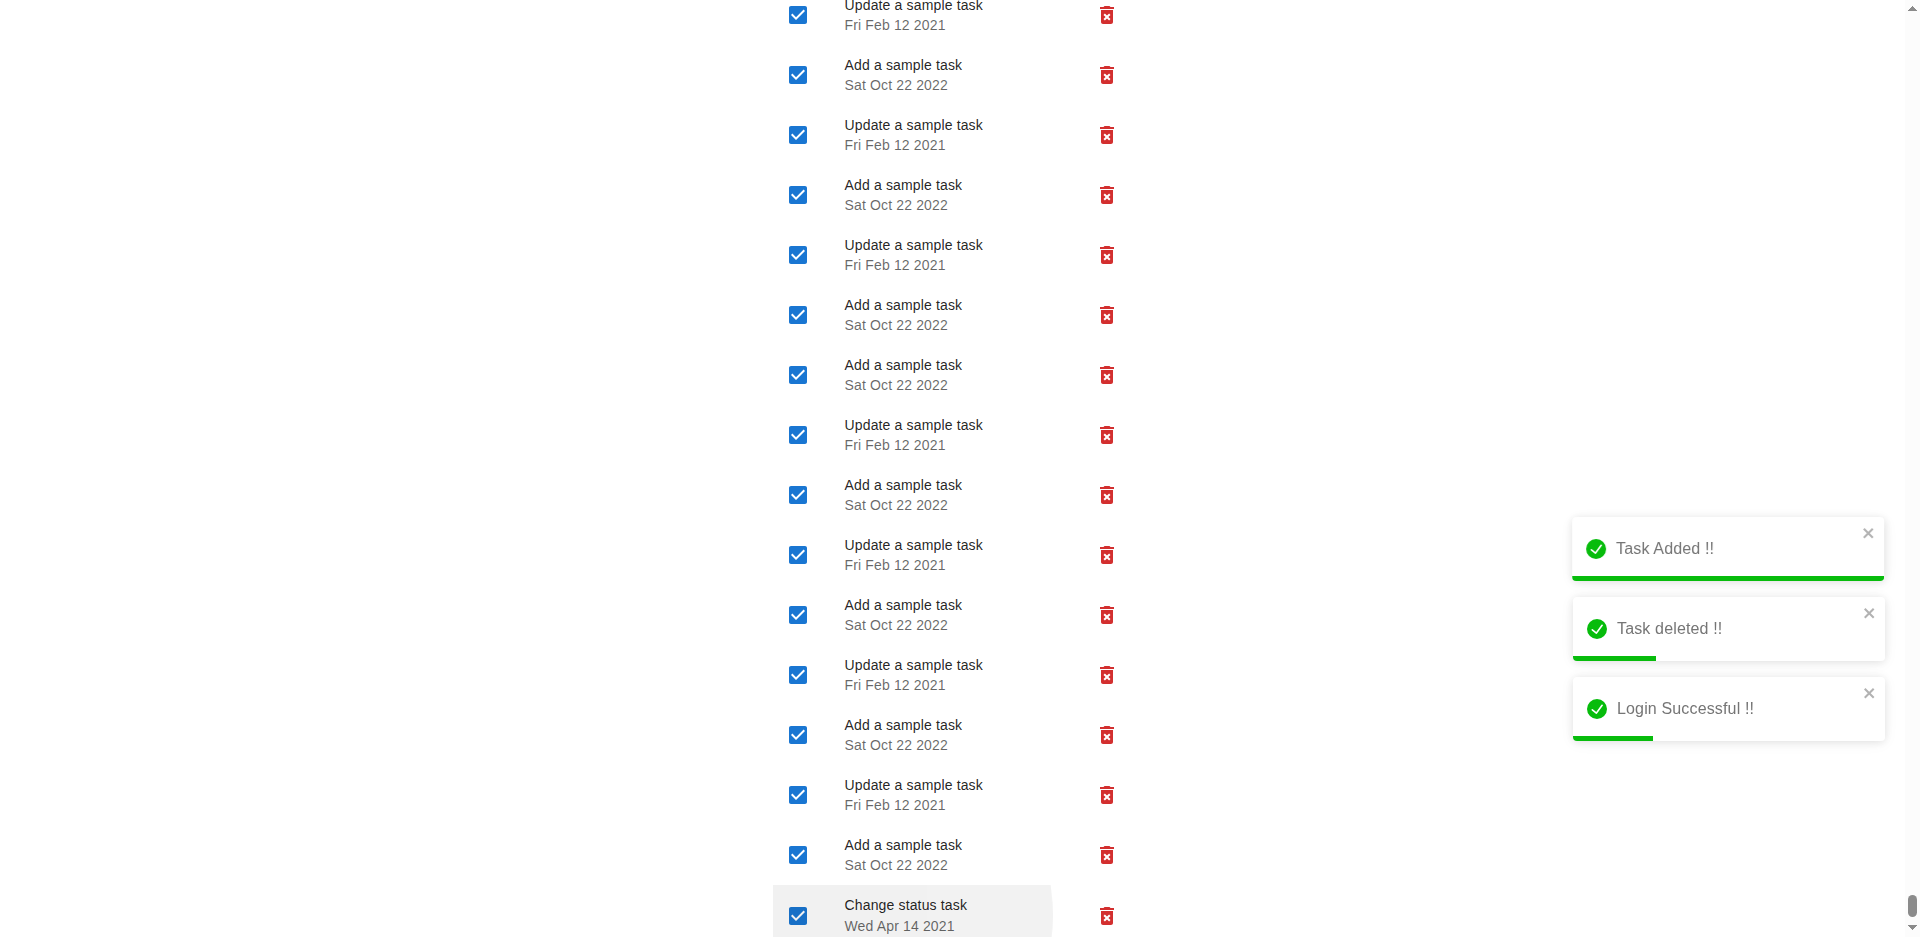 Update a sample task
Fri Feb 12 2021
Add a sample task
Sat Oct 22 2022
Update a sample task
Fri Feb 12 2021
Add a sample task
Sat Oct 22 2022
Update a sample task
Fri Feb 12 2021
Add a sample task
Sat Oct 22 2022
Add a sample task
Sat Oct 22 2022
Update a sample task
Fri Feb 12 2021
Add a sample task
Sat Oct 22 2022
Update a sample task
Fri Feb 12 2021
Add a sample task
Sat Oct 22 2022
Update a sample task
Fri Feb 12 2021
Add a sample task
Sat Oct 22 2022
Update a sample task
Fri Feb 12 2021
Add a sample task
Sat Oct 22 2022
Change status task
Wed Apr 14 2021
Task Added !!
Task deleted !!
Login Successful !!